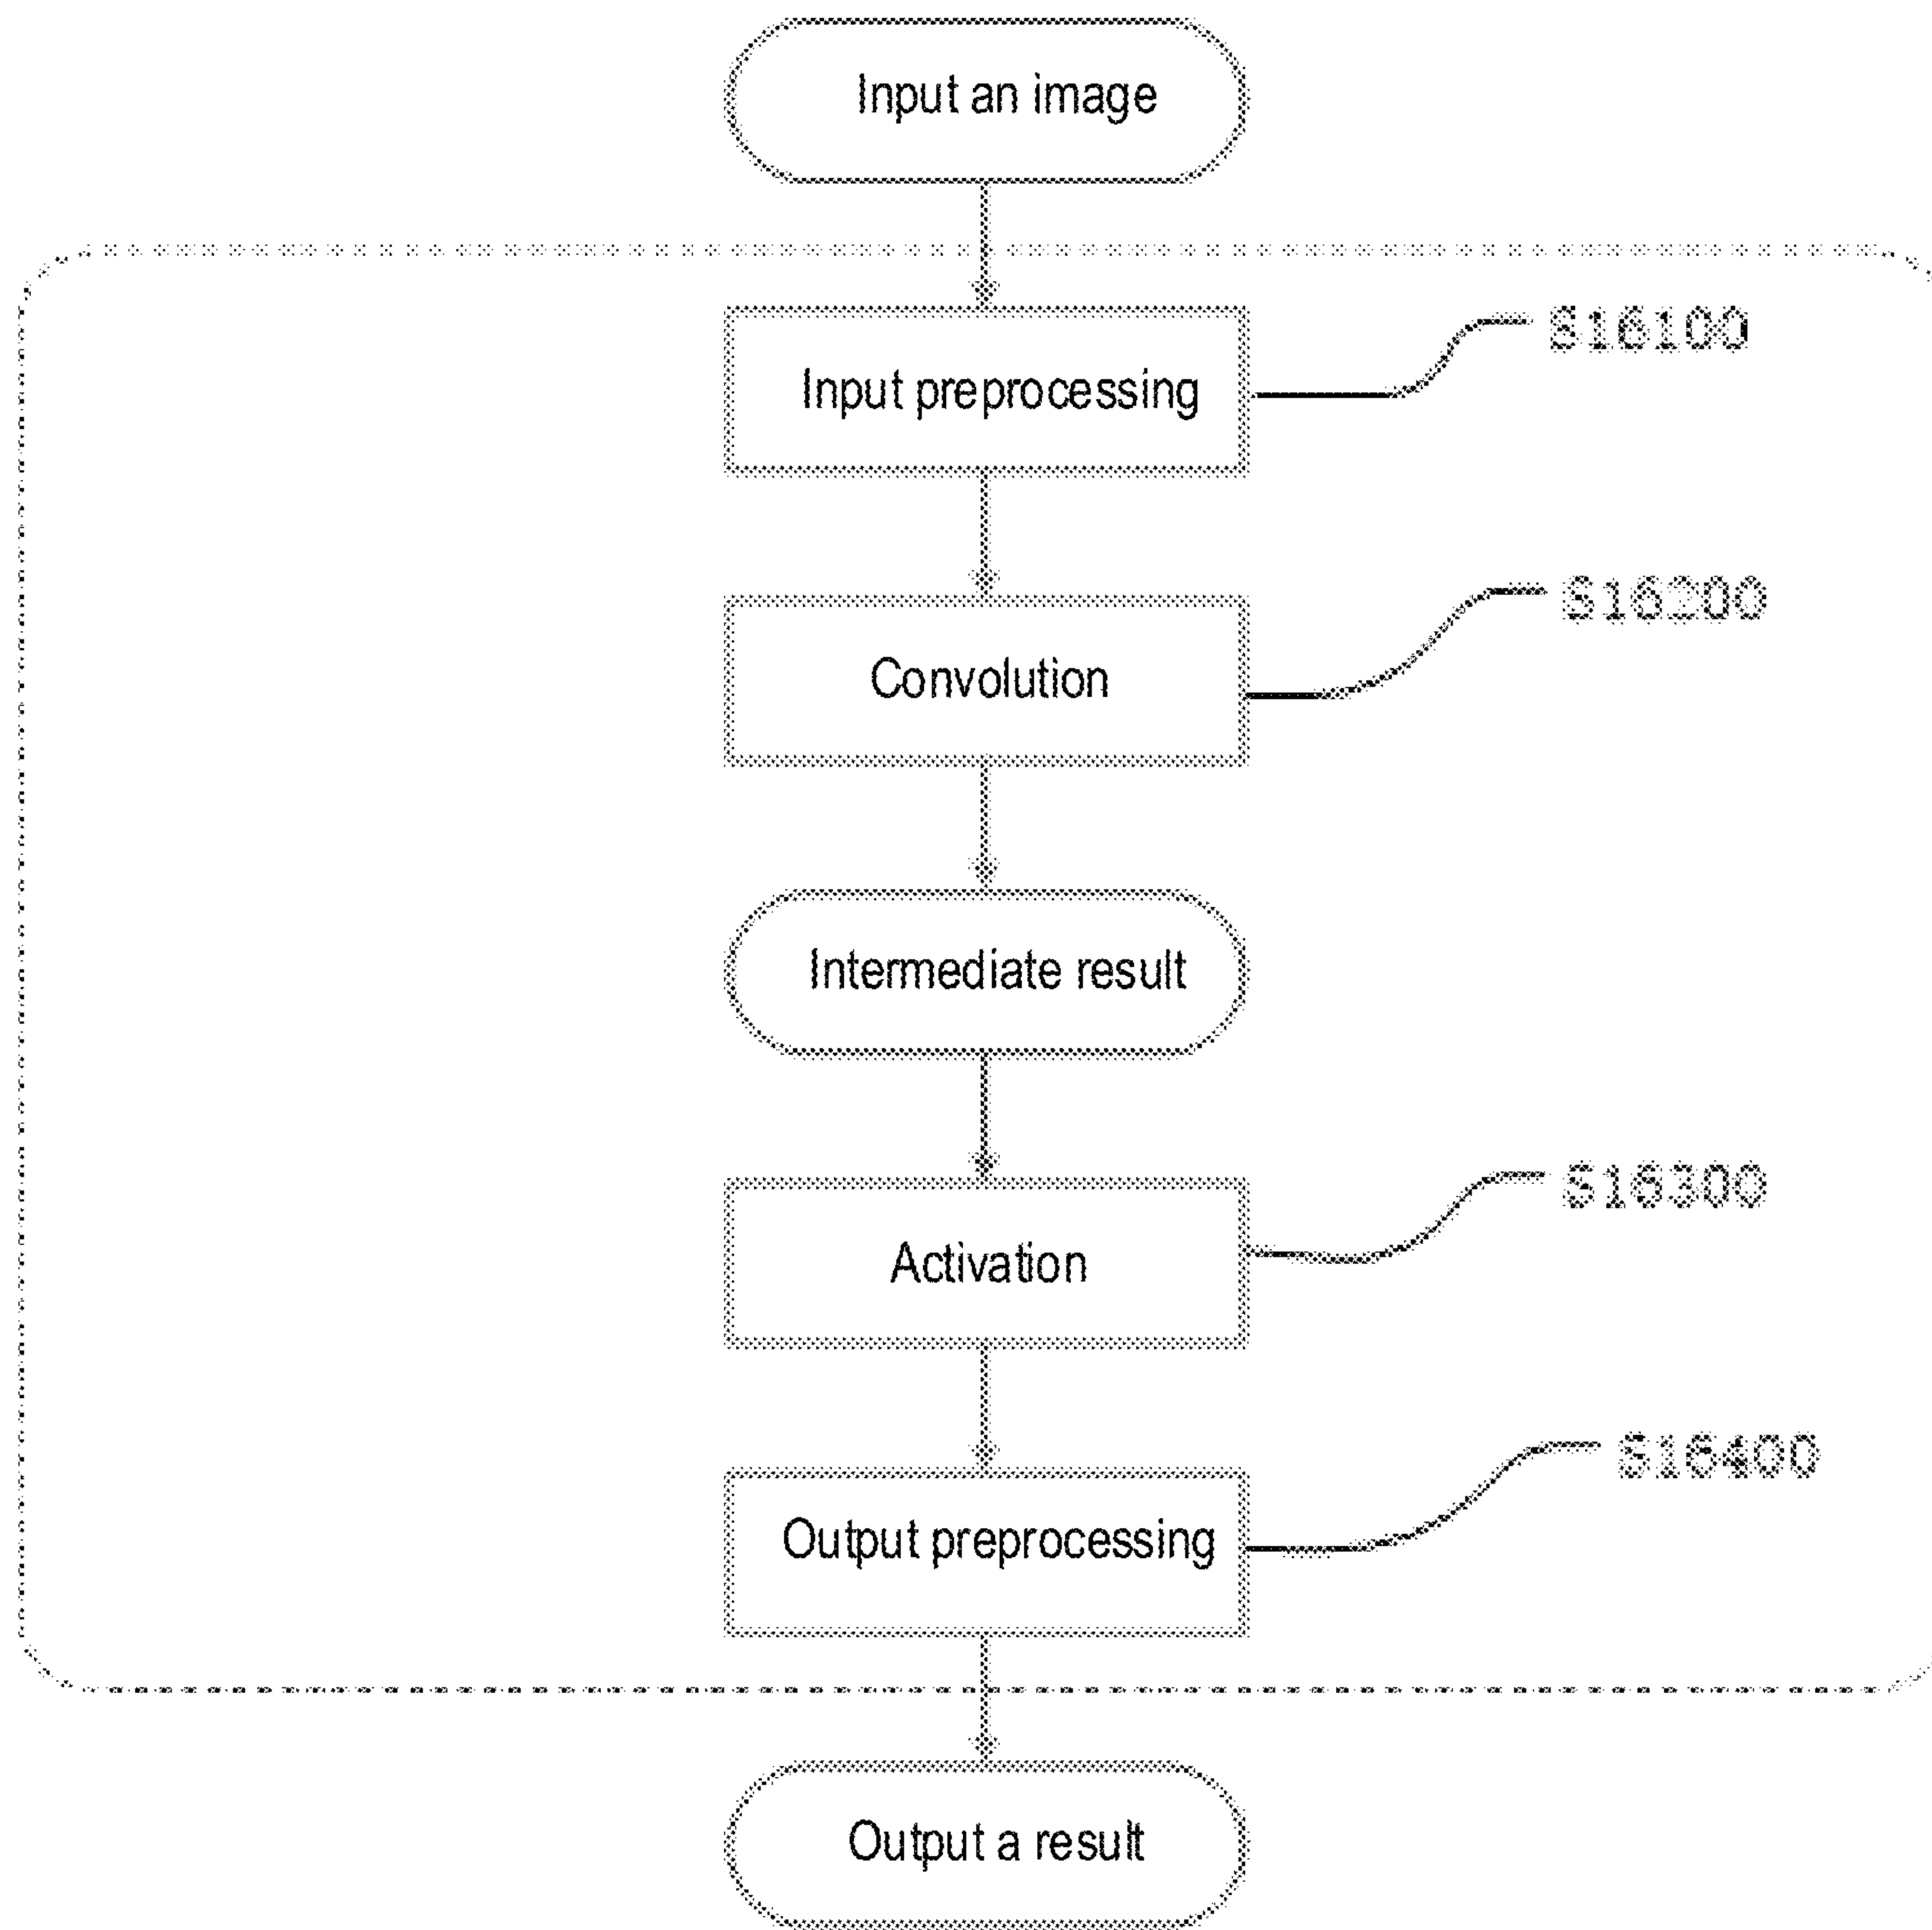 Input an image
Input preprocessing
S16100
Convolution
S16200
Intermediate result
Activation
S16300
Output preprocessing
S16400
Output a result